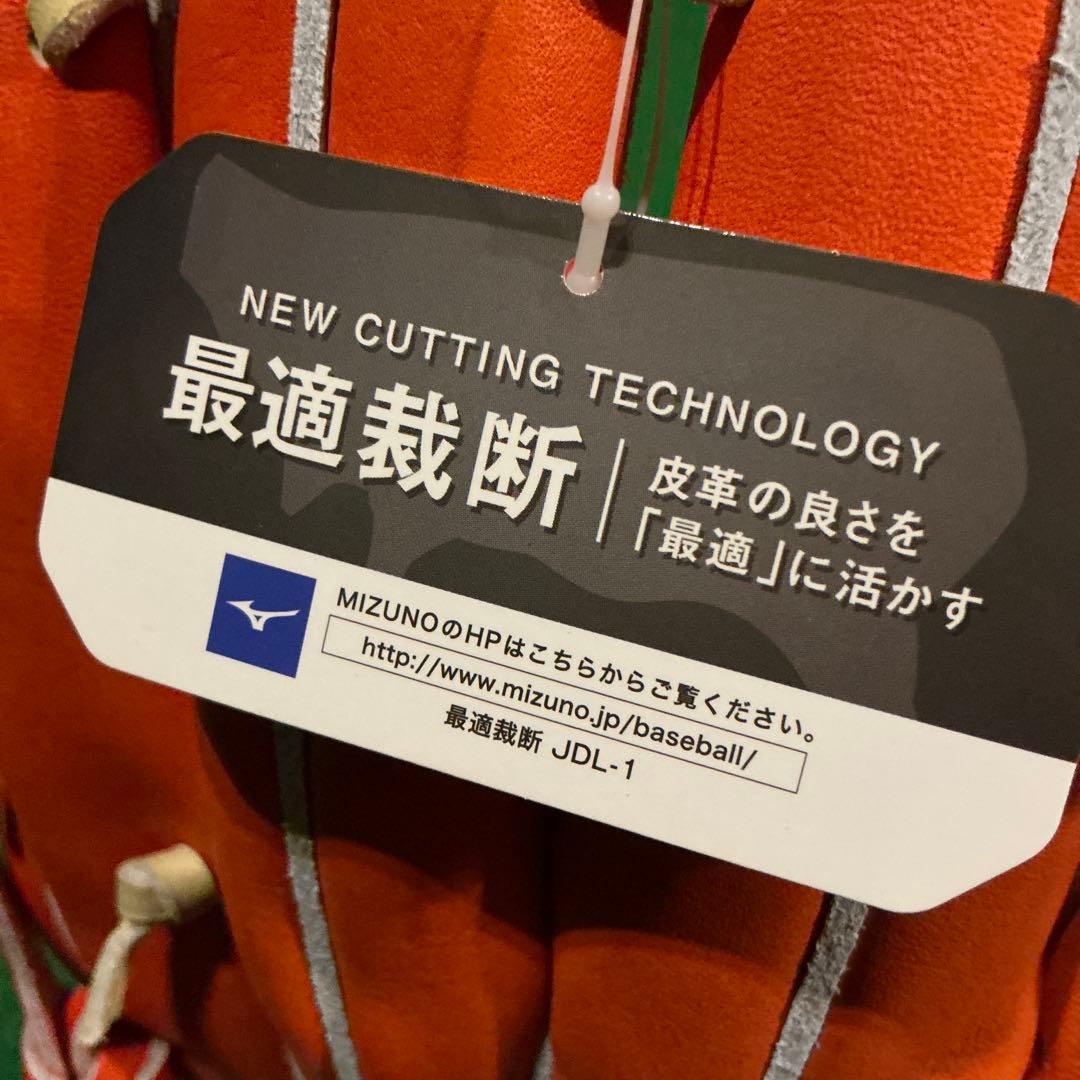 NEW CUTTING TECHNOLOGY
最適裁断
皮革の良さを
「最適」に活かす
MIZUNOのHPはこちらからご覧ください。
http://www.mizuno.jp/baseball/
最適裁断 JDL-1